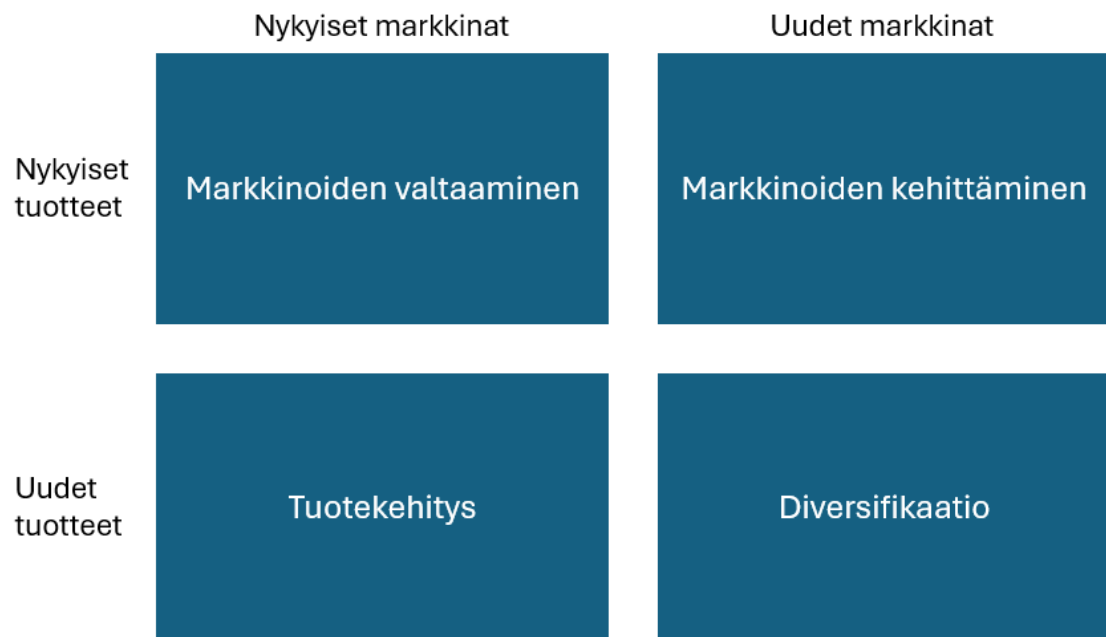 Nykyiset markkinat
Uudet markkinat
Nykyiset
tuotteet
Markkinoiden valtaaminen
Markkinoiden kehittäminen
Uudet
tuotteet
Tuotekehitys
Diversifikaatio